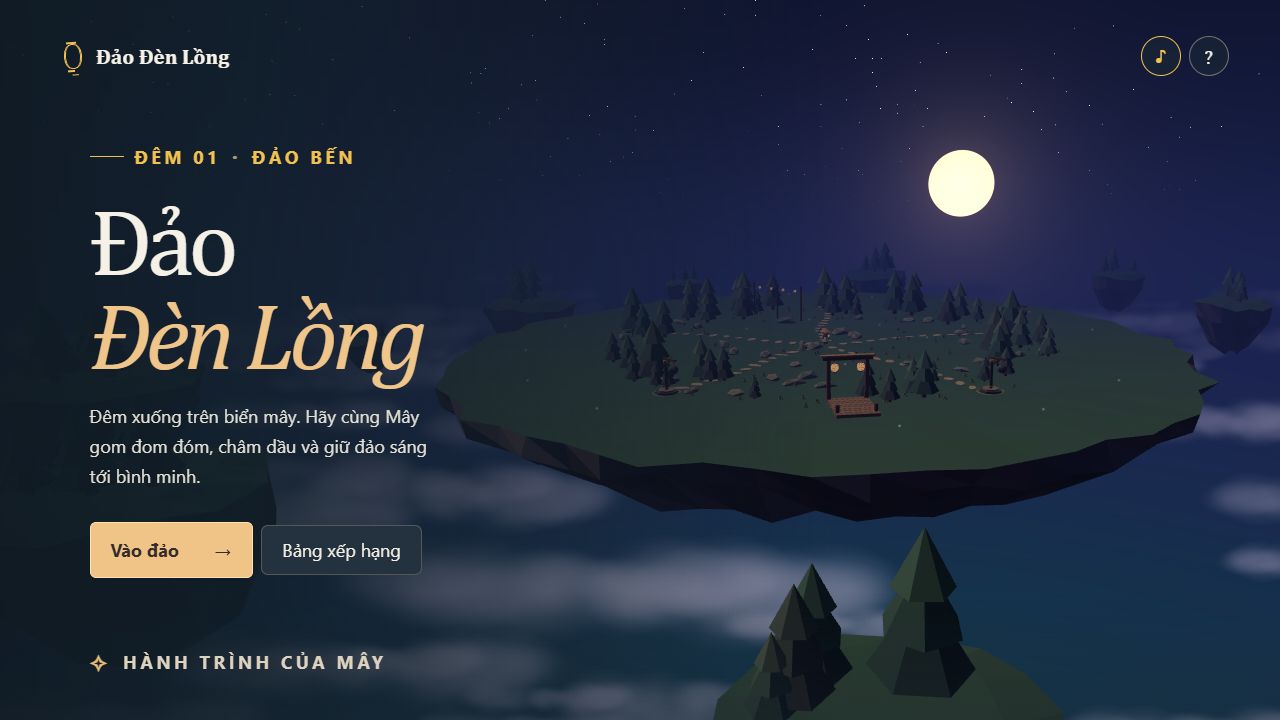 Đảo Đèn Lồng
♪ ?
ĐÊM 01 · ĐẢO BẾN
Đảo
Đèn Lồng
Đêm xuống trên biển mây. Hãy cùng Mây
gom đom đóm, châm dầu và giữ đảo sáng
tới bình minh.
Vào đảo →
Bảng xếp hạng
HÀNH TRÌNH CỦA MÂY